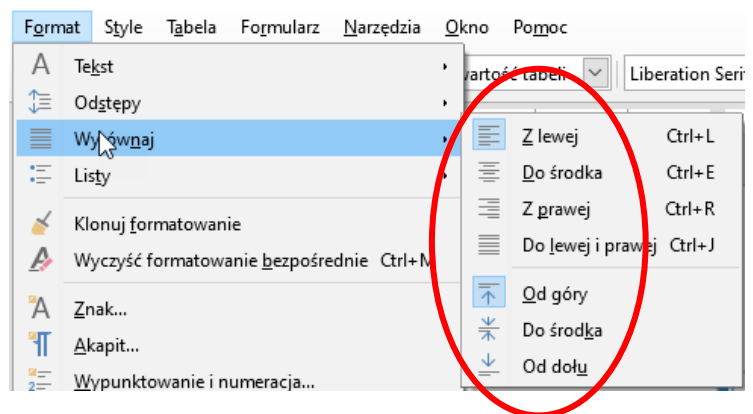 Format Style Tabela Formularz Narzędzia Okno Pomoc
Tekst
artość tabeli Liberation Seri
Odstępy
Wyrównaj
Z lewej Ctrl+L
Listy
Do środka Ctrl+E
Klonuj formatowanie
Z prawej Ctrl+R
Wyczyść formatowanie bezpośrednie Ctrl+M
Do lewej i prawej Ctrl+J
Znak...
Od góry
Akapit...
Do środka
Wypunktowanie i numeracja...
Od dołu